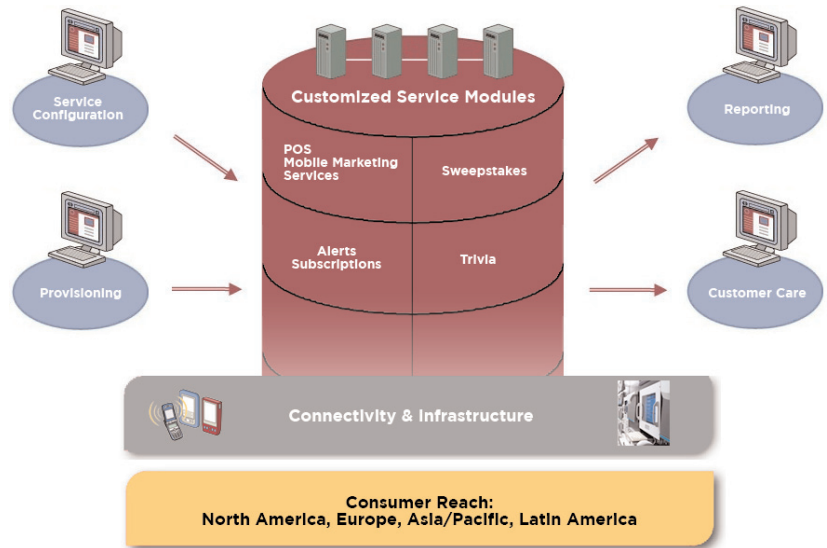 Service
Configuration
Customized Service Modules
Reporting
POS
Mobile Marketing
Services
Sweepstakes
Alerts
Subscriptions
Trivia
Provisioning
Customer Care
Connectivity & Infrastructure
Consumer Reach:
North America, Europe, Asia/Pacific, Latin America